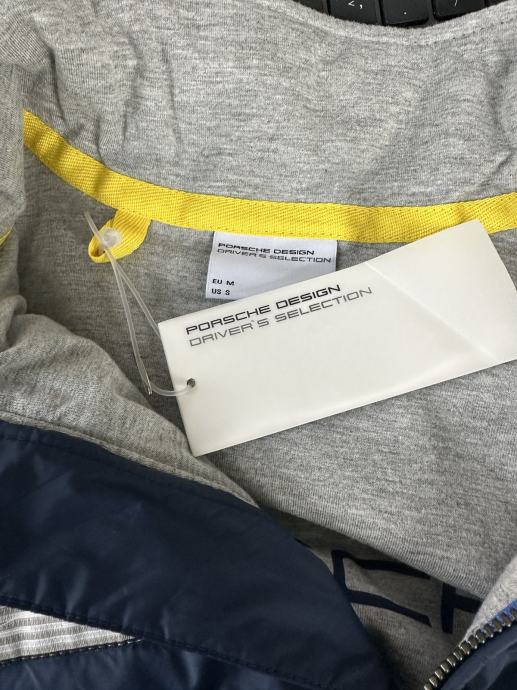 PORSCHE DESIGN
DRIVER'S SELECTION
EU M
US S
PORSCHE DESIGN
DRIVER'S SELECTION